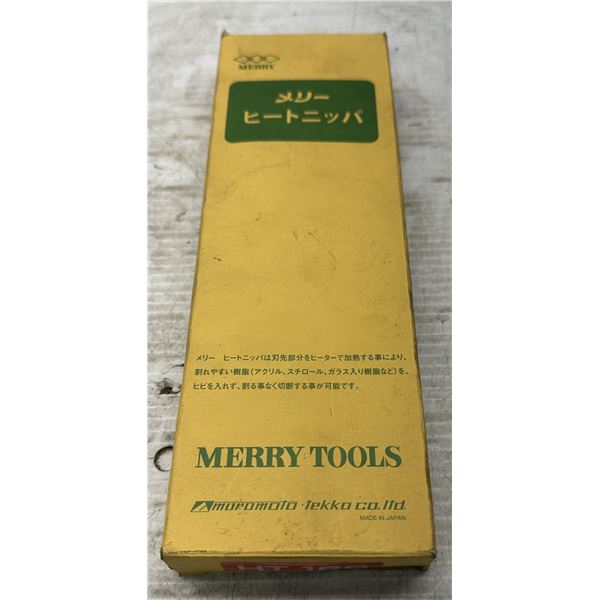 MERRY
メリー
ヒートニッパ
メリー ヒートニッパは刃先部分をヒーターで加熱する事により、
割れやすい樹脂(アクリル、スチロール、ガラス入り樹脂など)を、
ヒビを入れず、割る事なく切断する事が可能です。
MERRY TOOLS
muromoto tekko co., ltd.
MADE IN JAPAN